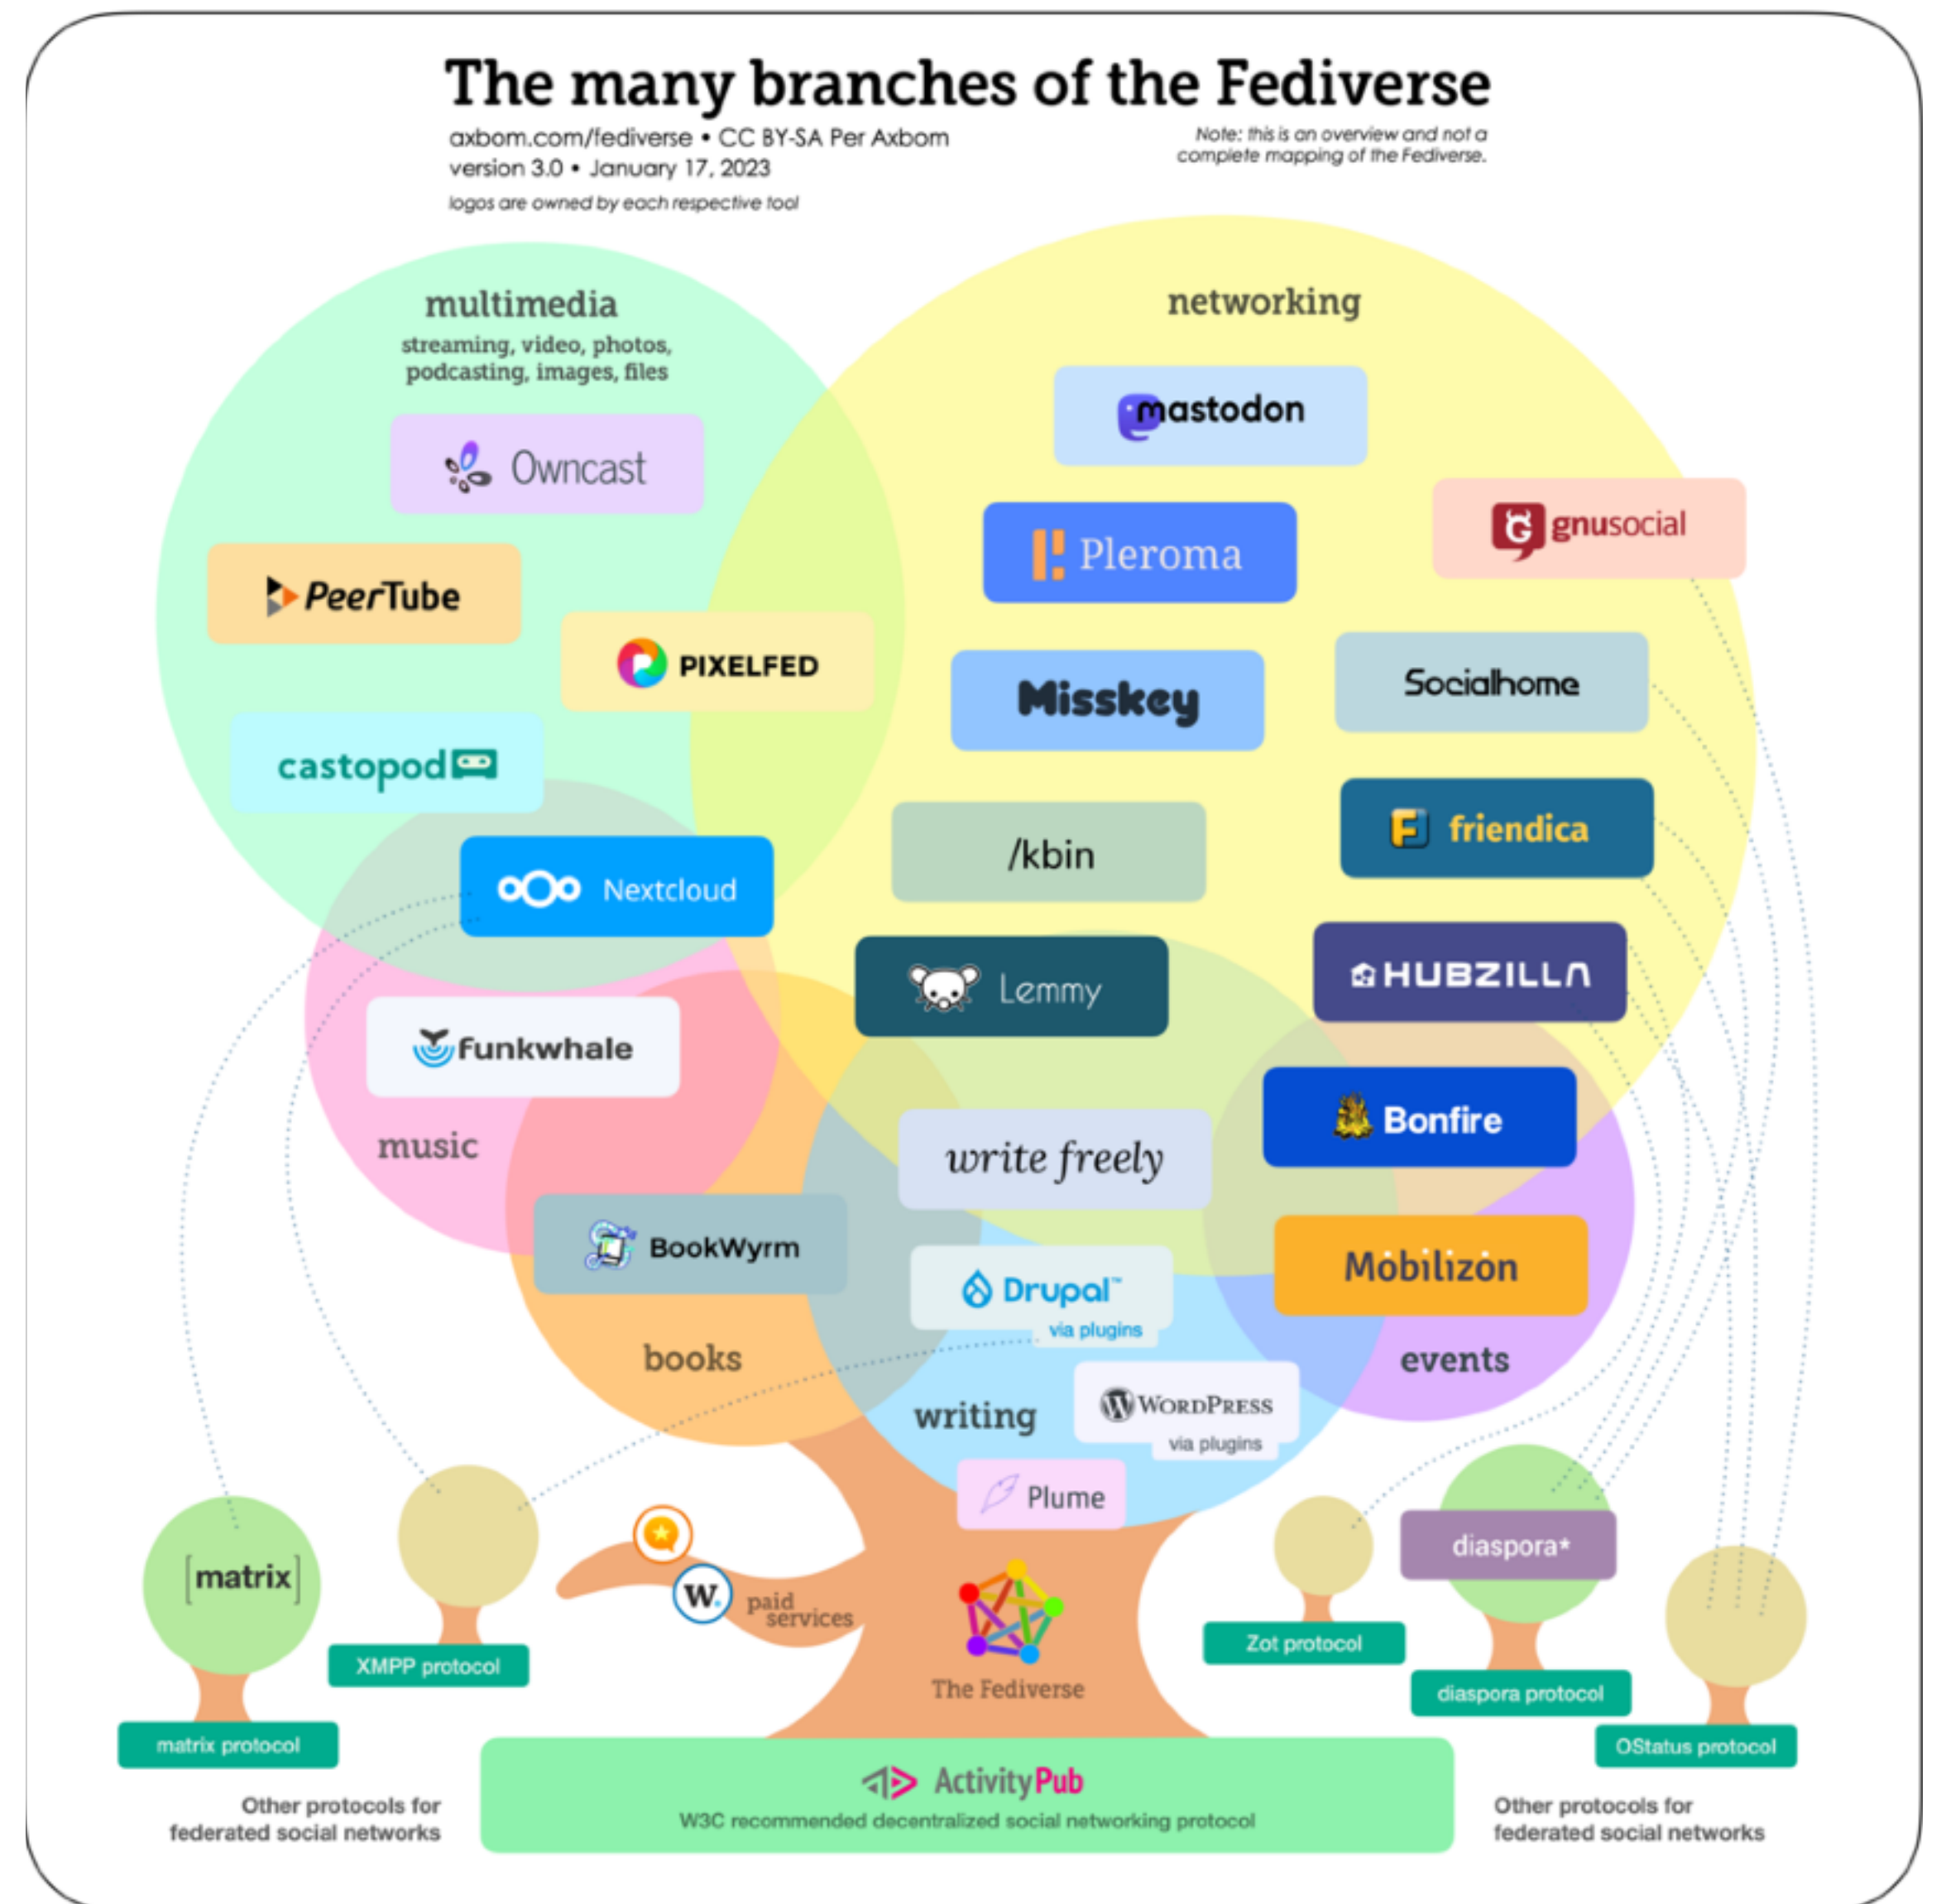 The many branches of the Fediverse
axbom.com/fediverse • CC BY-SA Per Axbom
version 3.0 • January 17, 2023
logos are owned by each respective tool
Note: this is an overview and not a
complete mapping of the Fediverse.
multimedia
streaming, video, photos,
podcasting, images, files
networking
mastodon
Owncast
gnusocial
Pleroma
PeerTube
PIXELFED
Misskey
Socialhome
castopod
/kbin
friendica
Nextcloud
Lemmy
HUBZILLA
funkwhale
music
write freely
Bonfire
BookWyrm
Drupal™
via plugins
Mobilizon
books
events
writing
WORDPRESS
via plugins
Plume
[matrix]
W.
paid
services
diaspora*
The Fediverse
Zot protocol
XMPP protocol
diaspora protocol
matrix protocol
OStatus protocol
ActivityPub
W3C recommended decentralized social networking protocol
Other protocols for
federated social networks
Other protocols for
federated social networks